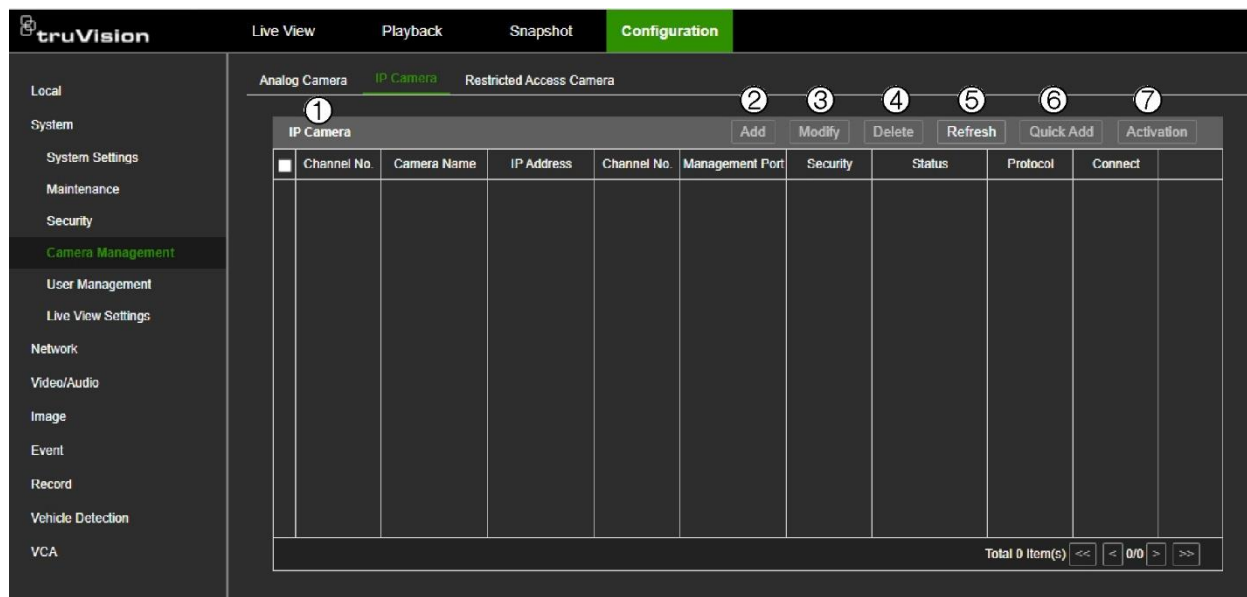 truVision Live View Playback Snapshot Configuration
Analog Camera IP Camera Restricted Access Camera
Local
System
System Settings
Maintenance
Security
Camera Management
User Management
Live View Settings
Network
Video/Audio
Image
Event
Record
Vehicle Detection
VCA
1 2 3 4 5 6 7
IP Camera Add Modify Delete Refresh Quick Add Activation
Channel No. Camera Name IP Address Channel No. Management Port Security Status Protocol Connect
Total 0 Item(s) << < 0/0 > >>